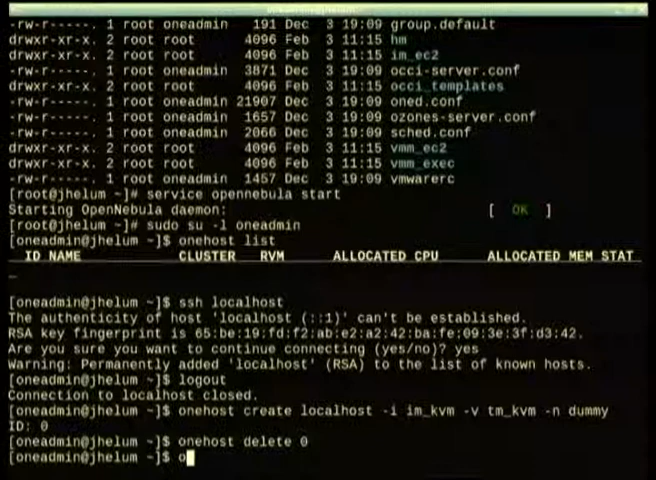 -rw-r-----. 1 root oneadmin 191 Dec 3 19:09 group.default
drwxr-xr-x. 2 root root 4096 Feb 3 11:15 hm
drwxr-xr-x. 2 root root 4096 Feb 3 11:15 im_ec2
-rw-r-----. 1 root oneadmin 3871 Dec 3 19:09 occi-server.conf
drwxr-xr-x. 2 root root 4096 Feb 3 11:15 occi_templates
-rw-r-----. 1 root oneadmin 21907 Dec 3 19:09 oned.conf
-rw-r-----. 1 root oneadmin 1657 Dec 3 19:09 ozones-server.conf
-rw-r-----. 1 root oneadmin 2066 Dec 3 19:09 sched.conf
drwxr-xr-x. 2 root root 4096 Feb 3 11:15 vmm_ec2
drwxr-xr-x. 2 root root 4096 Feb 3 11:15 vmm_exec
-rw-r-----. 1 root oneadmin 1457 Dec 3 19:09 vmwarerc
[root@jhelum ~]# service opennebula start
Starting OpenNebula daemon: [ OK ]
[root@jhelum ~]# sudo su -l oneadmin
[oneadmin@jhelum ~]$ onehost list
ID NAME CLUSTER RVM ALLOCATED_CPU ALLOCATED_MEM STAT
[oneadmin@jhelum ~]$ ssh localhost
The authenticity of host 'localhost (::1)' can't be established.
RSA key fingerprint is 65:be:19:fd:f2:ab:e2:a2:42:ba:fe:09:3e:3f:d3:42.
Are you sure you want to continue connecting (yes/no)? yes
Warning: Permanently added 'localhost' (RSA) to the list of known hosts.
[oneadmin@jhelum ~]$ logout
Connection to localhost closed.
[oneadmin@jhelum ~]$ onehost create localhost -i im_kvm -v tm_kvm -n dummy
ID: 0
[oneadmin@jhelum ~]$ onehost delete 0
[oneadmin@jhelum ~]$ o